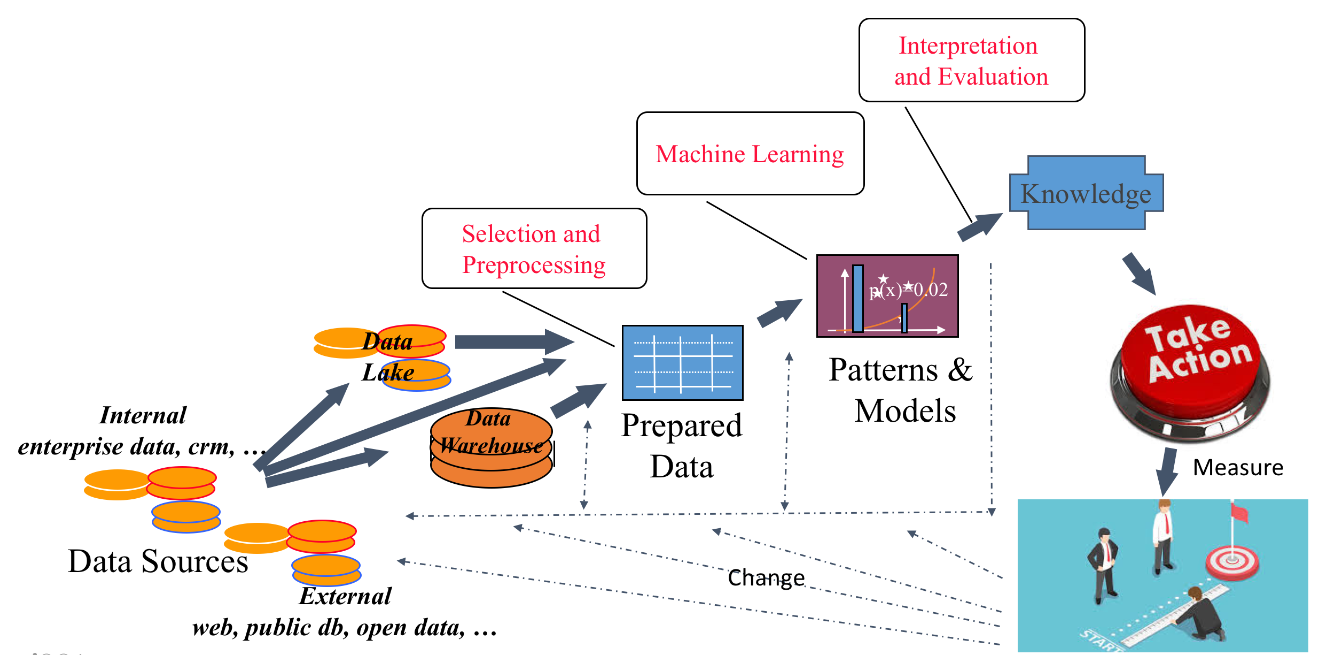 Interpretation
and Evaluation
Machine Learning
Knowledge
Selection and
Preprocessing
p(x)=0.02
Take
Action
Data
Lake
Patterns &
Models
Internal
enterprise data, crm, …
Data
Warehouse
Prepared
Data
Measure
Data Sources
Change
External
web, public db, open data, …
START